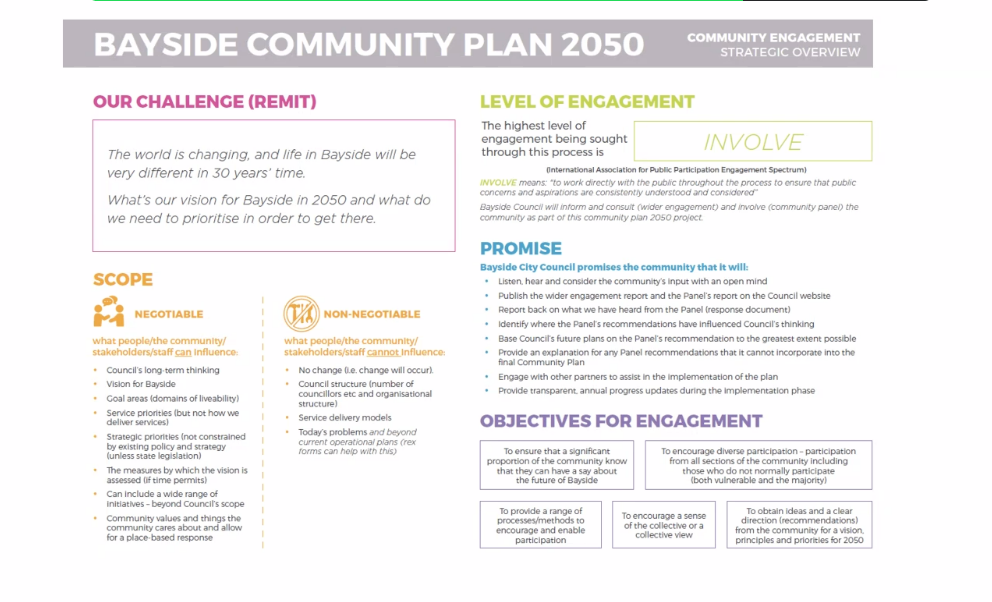 BAYSIDE COMMUNITY PLAN 2050
COMMUNITY ENGAGEMENT
STRATEGIC OVERVIEW
OUR CHALLENGE (REMIT)
The world is changing, and life in Bayside will be
very different in 30 years' time.
What's our vision for Bayside in 2050 and what do
we need to prioritise in order to get there.
SCOPE
NEGOTIABLE
what people/the community/
stakeholders/staff can Influence:
• Council's long-term thinking
• Vision for Bayside
• Goal areas (domains of liveability)
• Service priorities (but not how we
deliver services)
• Strategic priorities (not constrained
by existing policy and strategy
(unless state legislation)
• The measures by which the vision is
assessed (if time permits)
• Can include a wide range of
initiatives – beyond Council's scope
• Community values and things the
community cares about and allow
for a place-based response
NON-NEGOTIABLE
what people/the community/
stakeholders/staff cannot Influence:
• No change (i.e. change will occur).
• Council structure (number of
councillors etc and organisational
structure)
• Service delivery models
• Today's problems and beyond
current operational plans (rex
forms can help with this)
LEVEL OF ENGAGEMENT
The highest level of
engagement being sought
through this process is
INVOLVE
(International Association for Public Participation Engagement Spectrum)
INVOLVE means: "to work directly with the public throughout the process to ensure that public
concerns and aspirations are consistently understood and considered"
Bayside Council will inform and consult (wider engagement) and involve (community panel) the
community as part of this community plan 2050 project.
PROMISE
Bayside City Council promises the community that it will:
• Listen, hear and consider the community's input with an open mind
• Publish the wider engagement report and the Panel's report on the Council website
• Report back on what we have heard from the Panel (response document)
• Identify where the Panel's recommendations have influenced Council's thinking
• Base Council's future plans on the Panel's recommendation to the greatest extent possible
• Provide an explanation for any Panel recommendations that it cannot incorporate into the
final Community Plan
• Engage with other partners to assist in the implementation of the plan
• Provide transparent, annual progress updates during the implementation phase
OBJECTIVES FOR ENGAGEMENT
To ensure that a significant
proportion of the community know
that they can have a say about
the future of Bayside
To encourage diverse participation – participation
from all sections of the community including
those who do not normally participate
(both vulnerable and the majority)
To provide a range of
processes/methods to
encourage and enable
participation
To encourage a sense
of the collective or a
collective view
To obtain ideas and a clear
direction (recommendations)
from the community for a vision,
principles and priorities for 2050